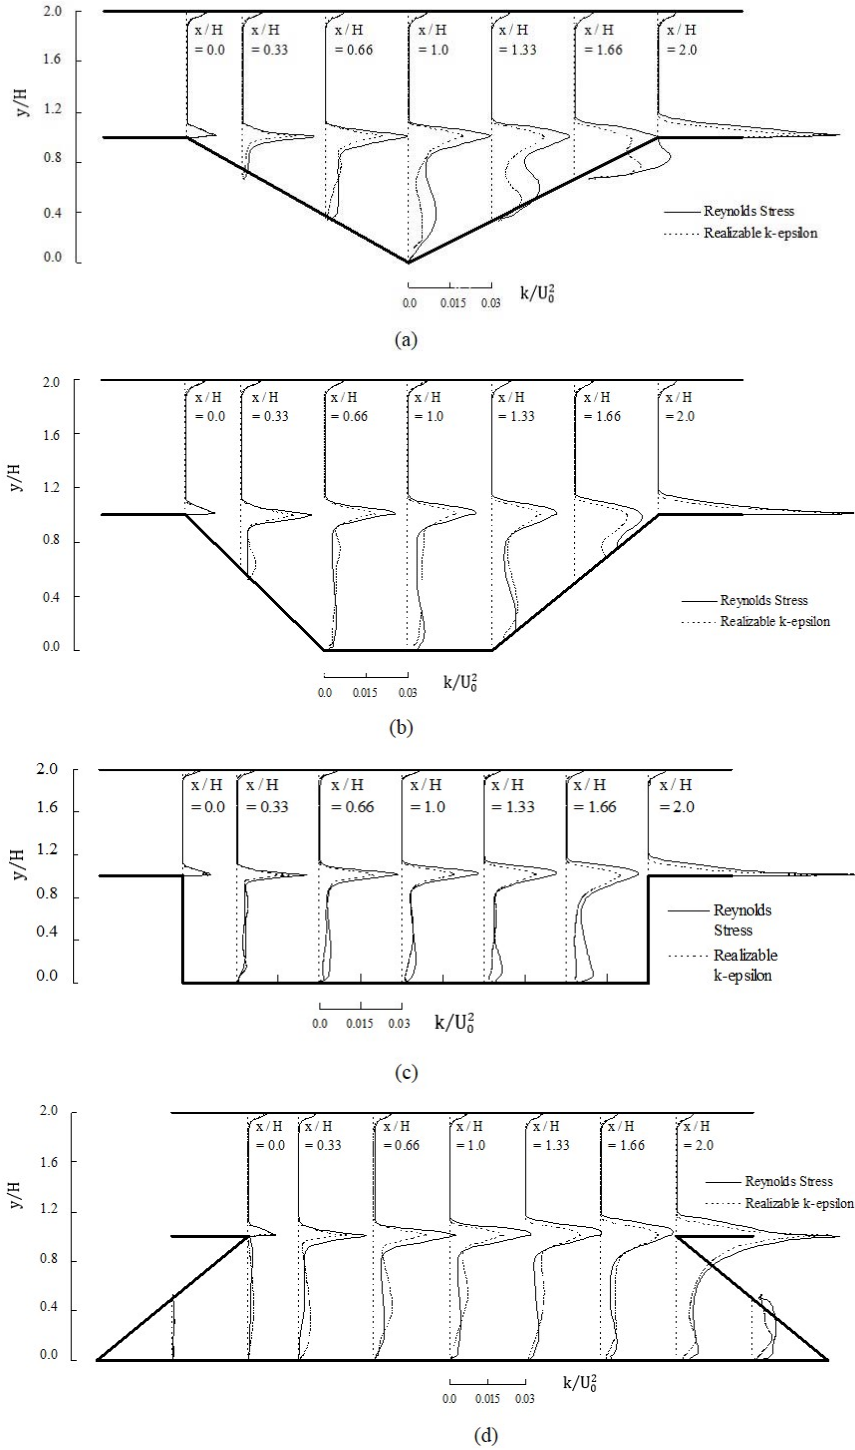 2.0
1.6
1.2
0.8
0.4
0.0
y/H
x / H
= 0.0
x / H
= 0.33
x / H
= 0.66
x / H
= 1.0
x / H
= 1.33
x / H
= 1.66
x / H
= 2.0
Reynolds Stress
Realizable k-epsilon
0.0 0.015 0.03
k/U₀²
(a)
2.0
1.6
1.2
0.8
0.4
0.0
y/H
x / H
= 0.0
x / H
= 0.33
x / H
= 0.66
x / H
= 1.0
x / H
= 1.33
x / H
= 1.66
x / H
= 2.0
Reynolds Stress
Realizable k-epsilon
0.0 0.015 0.03
k/U₀²
(b)
2.0
1.6
1.2
0.8
0.4
0.0
y/H
x / H
= 0.0
x / H
= 0.33
x / H
= 0.66
x / H
= 1.0
x / H
= 1.33
x / H
= 1.66
x / H
= 2.0
Reynolds
Stress
Realizable
k-epsilon
0.0 0.015 0.03
k/U₀²
(c)
2.0
1.6
1.2
0.8
0.4
0.0
y/H
x / H
= 0.0
x / H
= 0.33
x / H
= 0.66
x / H
= 1.0
x / H
= 1.33
x / H
= 1.66
x / H
= 2.0
Reynolds Stress
Realizable k-epsilon
0.0 0.015 0.03
k/U₀²
(d)